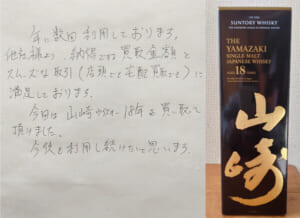 年に数回利用しております。
他社様より、納得できる買取金額と
スムーズな取引(店頭でも宅配買取でも)に
満足しております。
今回は山崎ウイスキー18年を買取して
頂けました。
今後も利用し続けたいと思います。
SUNTORY WHISKY
THE
YAMAZAKI
SINGLE MALT
JAPANESE WHISKY
AGED 18 YEARS
山崎